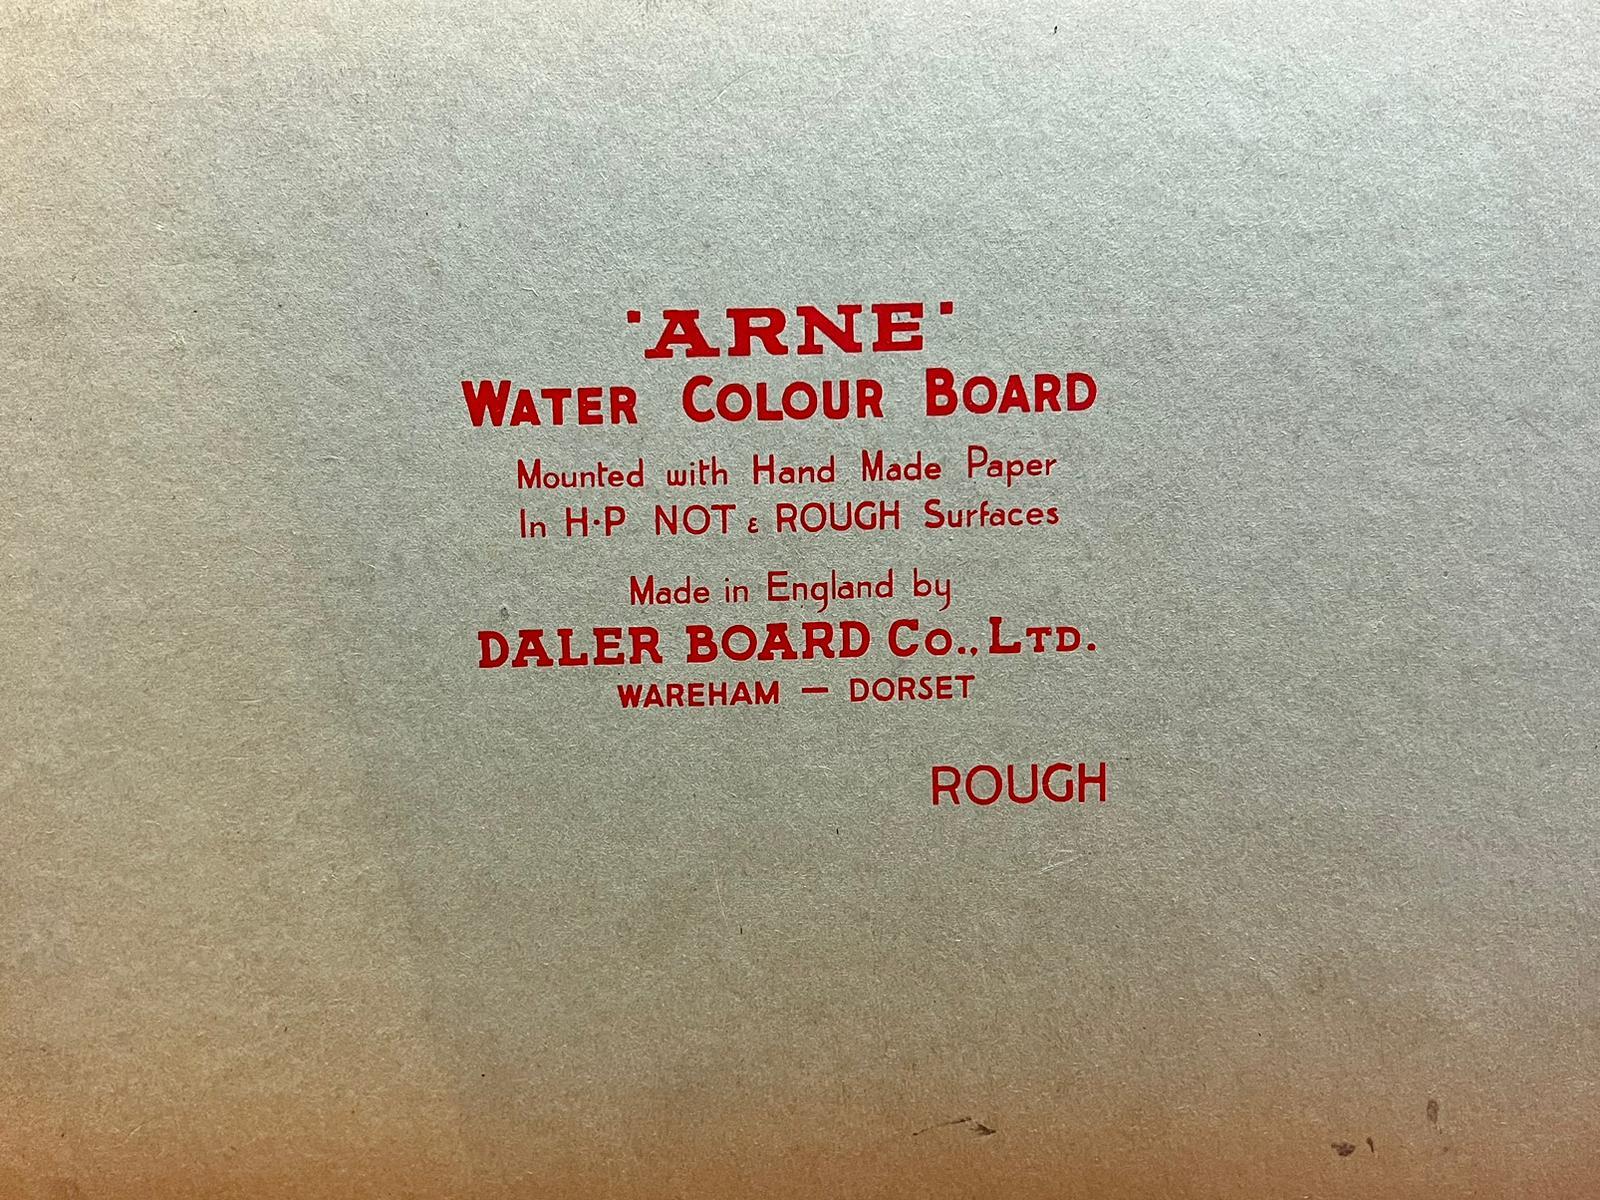 'ARNE'
WATER COLOUR BOARD
Mounted with Hand Made Paper
In H·P NOT & ROUGH Surfaces
Made in England by
DALER BOARD Co., LTD.
WAREHAM — DORSET
ROUGH